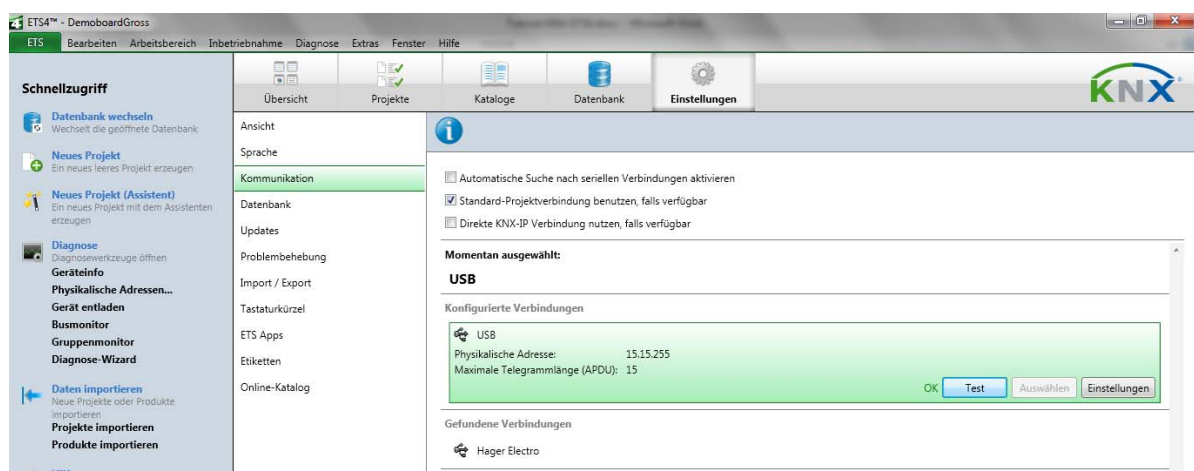 ETS4™ - DemoboardGross
ETS Bearbeiten Arbeitsbereich Inbetriebnahme Diagnose Extras Fenster Hilfe
Übersicht Projekte Kataloge Datenbank Einstellungen
KNX
Schnellzugriff
Datenbank wechseln
Wechselt die geöffnete Datenbank
Neues Projekt
Ein neues leeres Projekt erzeugen
Neues Projekt (Assistent)
Ein neues Projekt mit dem Assistenten
erzeugen
Diagnose
Diagnosewerkzeuge öffnen
Geräteinfo
Physikalische Adressen...
Gerät entladen
Busmonitor
Gruppenmonitor
Diagnose-Wizard
Daten importieren
Neue Projekte oder Produkte
importieren
Projekte importieren
Produkte importieren
Ansicht
Sprache
Kommunikation
Datenbank
Updates
Problembehebung
Import / Export
Tastaturkürzel
ETS Apps
Etiketten
Online-Katalog
Automatische Suche nach seriellen Verbindungen aktivieren
Standard-Projektverbindung benutzen, falls verfügbar
Direkte KNX-IP Verbindung nutzen, falls verfügbar
Momentan ausgewählt:
USB
Konfigurierte Verbindungen
USB
Physikalische Adresse: 15.15.255
Maximale Telegrammlänge (APDU): 15
OK Test Auswählen Einstellungen
Gefundene Verbindungen
Hager Electro